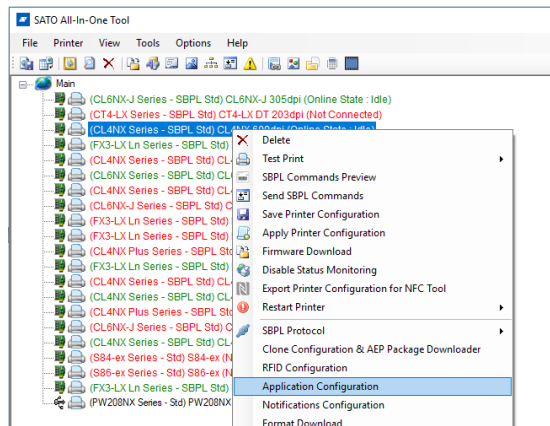 SATO All-In-One Tool
File Printer View Tools Options Help
Main
(CL6NX-J Series - SBPL Std) CL6NX-J 305dpi (Online State : Idle)
(CT4-LX Series - SBPL Std) CT4-LX DT 203dpi (Not Connected)
(CL4NX Series - SBPL Std) CL4NX 600dpi (Online State : Idle)
(FX3-LX Ln Series - SBPL Std)
(CL4NX Series - SBPL Std) CL4
(CL6NX Series - SBPL Std) CL6
(CL4NX Series - SBPL Std) CL4
(CL6NX-J Series - SBPL Std) C
(FX3-LX Ln Series - SBPL Std)
(FX3-LX Ln Series - SBPL Std)
(CL4NX Plus Series - SBPL Std
(FX3-LX Ln Series - SBPL Std)
(CL4NX Series - SBPL Std) CL4
(CL4NX Series - SBPL Std) CL4
(CL4NX Plus Series - SBPL Std
(CL6NX-J Series - SBPL Std) C
(CL4NX Series - SBPL Std) CL4
(S84-ex Series - Std) S84-ex (N
(S86-ex Series - Std) S86-ex (N
(FX3-LX Ln Series - SBPL Std)
(PW208NX Series - Std) PW208NX
Delete
Test Print
SBPL Commands Preview
Send SBPL Commands
Save Printer Configuration
Apply Printer Configuration
Firmware Download
Disable Status Monitoring
Export Printer Configuration for NFC Tool
Restart Printer
SBPL Protocol
Clone Configuration & AEP Package Downloader
RFID Configuration
Application Configuration
Notifications Configuration
Format Download